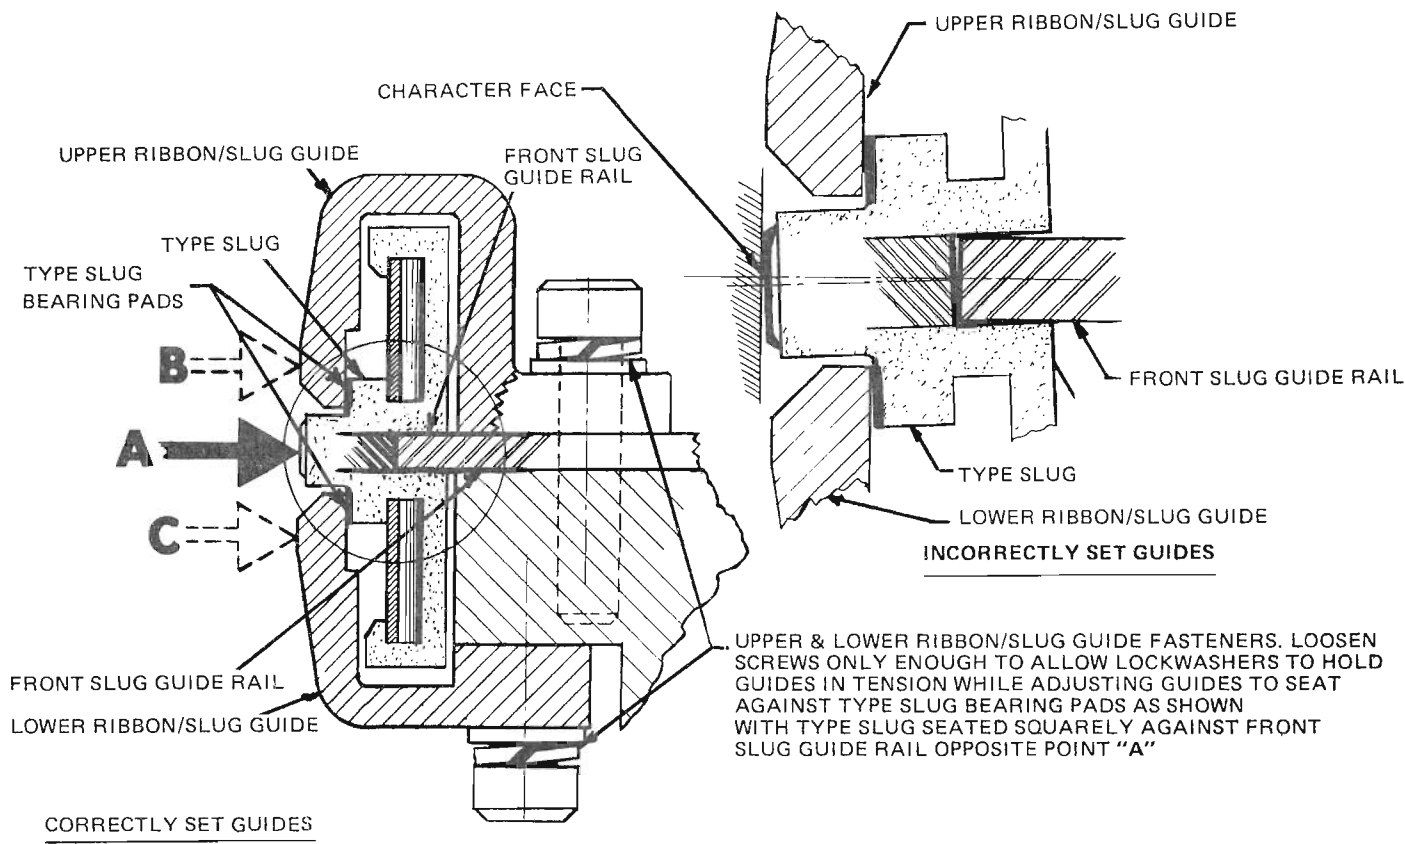 UPPER RIBBON/SLUG GUIDE
CHARACTER FACE
UPPER RIBBON/SLUG GUIDE
FRONT SLUG
GUIDE RAIL
TYPE SLUG
TYPE SLUG
BEARING PADS
B
A
C
FRONT SLUG GUIDE RAIL
TYPE SLUG
LOWER RIBBON/SLUG GUIDE
INCORRECTLY SET GUIDES
UPPER & LOWER RIBBON/SLUG GUIDE FASTENERS. LOOSEN
SCREWS ONLY ENOUGH TO ALLOW LOCKWASHERS TO HOLD
GUIDES IN TENSION WHILE ADJUSTING GUIDES TO SEAT
AGAINST TYPE SLUG BEARING PADS AS SHOWN
WITH TYPE SLUG SEATED SQUARELY AGAINST FRONT
SLUG GUIDE RAIL OPPOSITE POINT "A"
FRONT SLUG GUIDE RAIL
LOWER RIBBON/SLUG GUIDE
CORRECTLY SET GUIDES